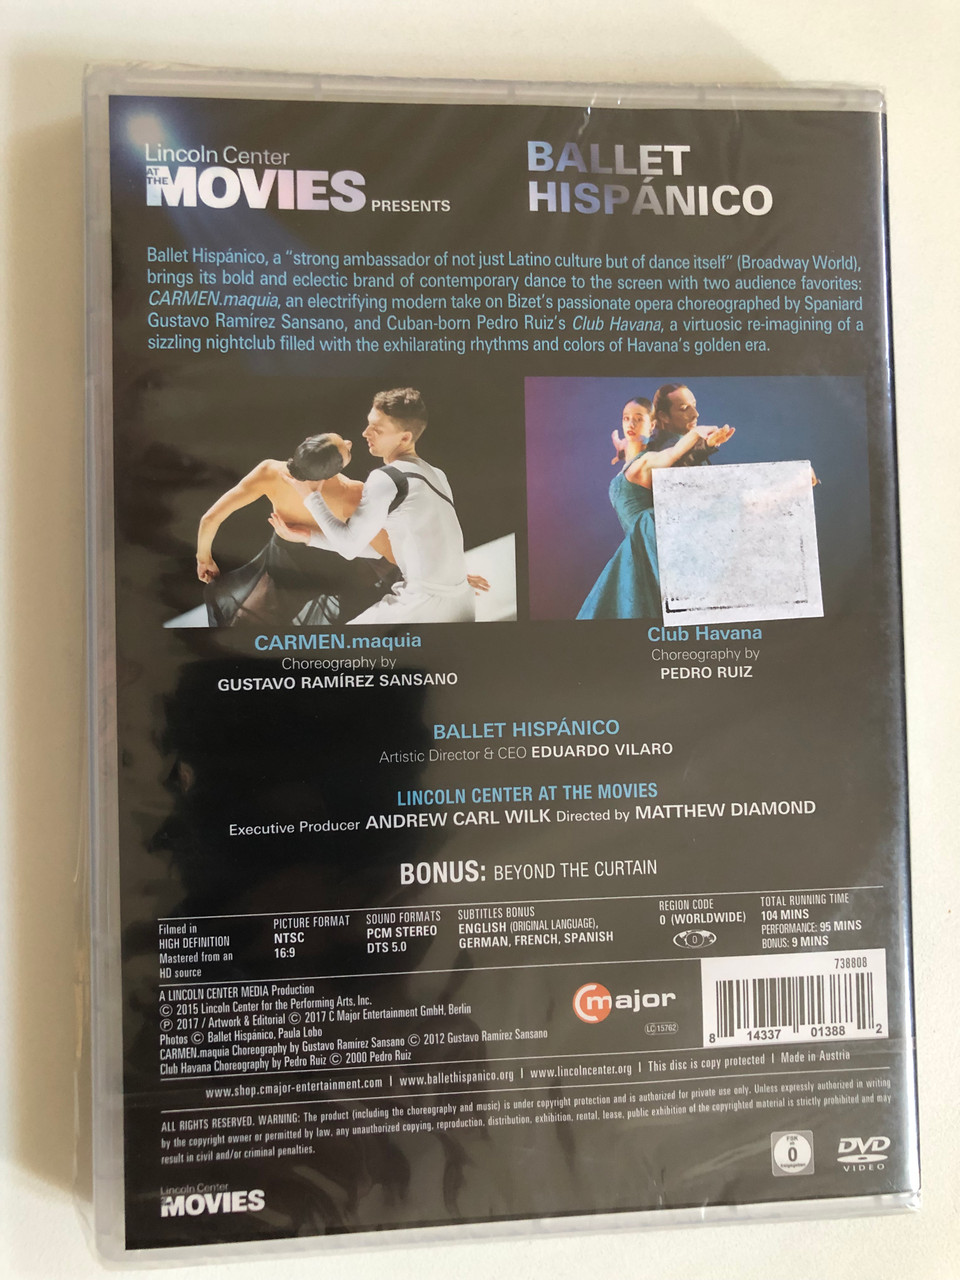 Lincoln Center
AT THE MOVIES PRESENTS
BALLET
HISPÁNICO
Ballet Hispánico, a “strong ambassador of not just Latino culture but of dance itself” (Broadway World),
brings its bold and eclectic brand of contemporary dance to the screen with two audience favorites:
CARMEN.maquia, an electrifying modern take on Bizet’s passionate opera choreographed by Spaniard
Gustavo Ramírez Sansano, and Cuban-born Pedro Ruiz’s Club Havana, a virtuosic re-imagining of a
sizzling nightclub filled with the exhilarating rhythms and colors of Havana’s golden era.
CARMEN.maquia
Choreography by
GUSTAVO RAMÍREZ SANSANO
Club Havana
Choreography by
PEDRO RUIZ
BALLET HISPÁNICO
Artistic Director & CEO EDUARDO VILARO
LINCOLN CENTER AT THE MOVIES
Executive Producer ANDREW CARL WILK Directed by MATTHEW DIAMOND
BONUS: BEYOND THE CURTAIN
Filmed in
HIGH DEFINITION
Mastered from an
HD source
PICTURE FORMAT
NTSC
16:9
SOUND FORMATS
PCM STEREO
DTS 5.0
SUBTITLES BONUS
ENGLISH (ORIGINAL LANGUAGE),
GERMAN, FRENCH, SPANISH
REGION CODE
0 (WORLDWIDE)
0
TOTAL RUNNING TIME
104 MINS
PERFORMANCE: 95 MINS
BONUS: 9 MINS
A LINCOLN CENTER MEDIA Production
© 2015 Lincoln Center for the Performing Arts, Inc.
℗ 2017 / Artwork & Editorial © 2017 C Major Entertainment GmbH, Berlin
Photos © Ballet Hispánico, Paula Lobo
CARMEN.maquia Choreography by Gustavo Ramírez Sansano © 2012 Gustavo Ramírez Sansano
Club Havana Choreography by Pedro Ruiz © 2000 Pedro Ruiz
C major
LC 15762
738808
8 14337 01388 2
www.shop.cmajor-entertainment.com | www.ballethispanico.org | www.lincolncenter.org | This disc is copy protected | Made in Austria
ALL RIGHTS RESERVED. WARNING: The product (including the choreography and music) is under copyright protection and is authorized for private use only. Unless expressly authorized in writing
by the copyright owner or permitted by law, any unauthorized copying, reproduction, distribution, exhibition, rental, lease, public exhibition of the copyrighted material is strictly prohibited and may
result in civil and/or criminal penalties.
FSK
0
DVD
VIDEO
Lincoln Center
MOVIES